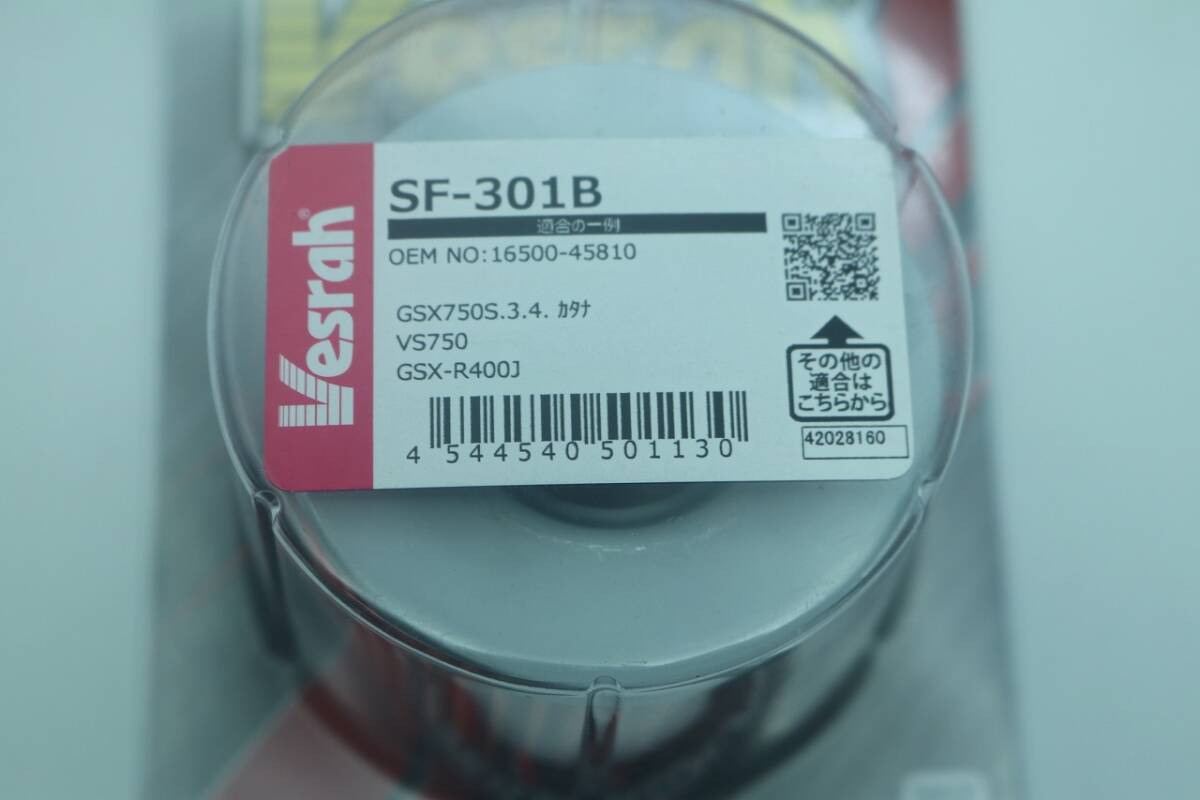 Vesrah
Vesrah®
SF-301B
適合の一例
OEM NO:16500-45810
GSX750S.3.4. ｶﾀﾅ
VS750
GSX-R400J
4 544540 501130
その他の
適合は
こちらから
42028160